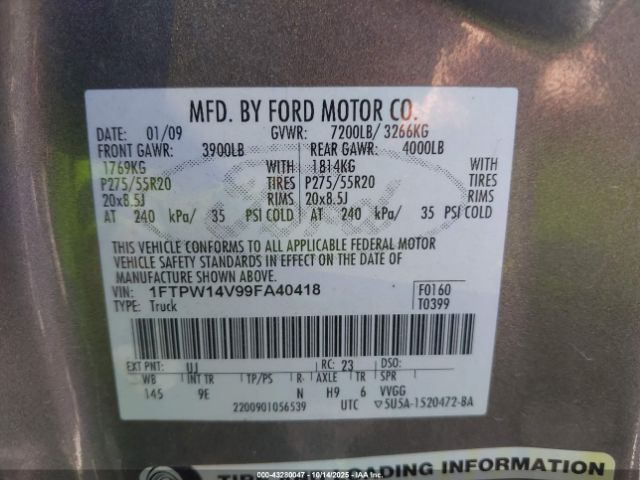 MFD. BY FORD MOTOR CO.
DATE: 01/09 GVWR: 7200LB/ 3266KG
FRONT GAWR: 3900LB REAR GAWR: 4000LB
1769KG WITH 1814KG WITH
P275/55R20 TIRES P275/55R20 TIRES
20x8.5J RIMS 20x8.5J RIMS
AT 240 kPa/ 35 PSI COLD AT 240 kPa/ 35 PSI COLD
THIS VEHICLE CONFORMS TO ALL APPLICABLE FEDERAL MOTOR
VEHICLE SAFETY STANDARDS IN EFFECT ON THE DATE OF
MANUFACTURE SHOWN ABOVE.
VIN: 1FTPW14V99FA40418 F0160
TYPE: Truck T0399
EXT PNT: UJ RC: 23 DSO:
WB INT TR TP/PS R AXLE TR SPR
145 9E N H9 6 VVGG
2200901056539 UTC ▽5U5A-1520472-BA
LOADING INFORMATION
000-43280047 - 10/14/2025 - IAA Inc.